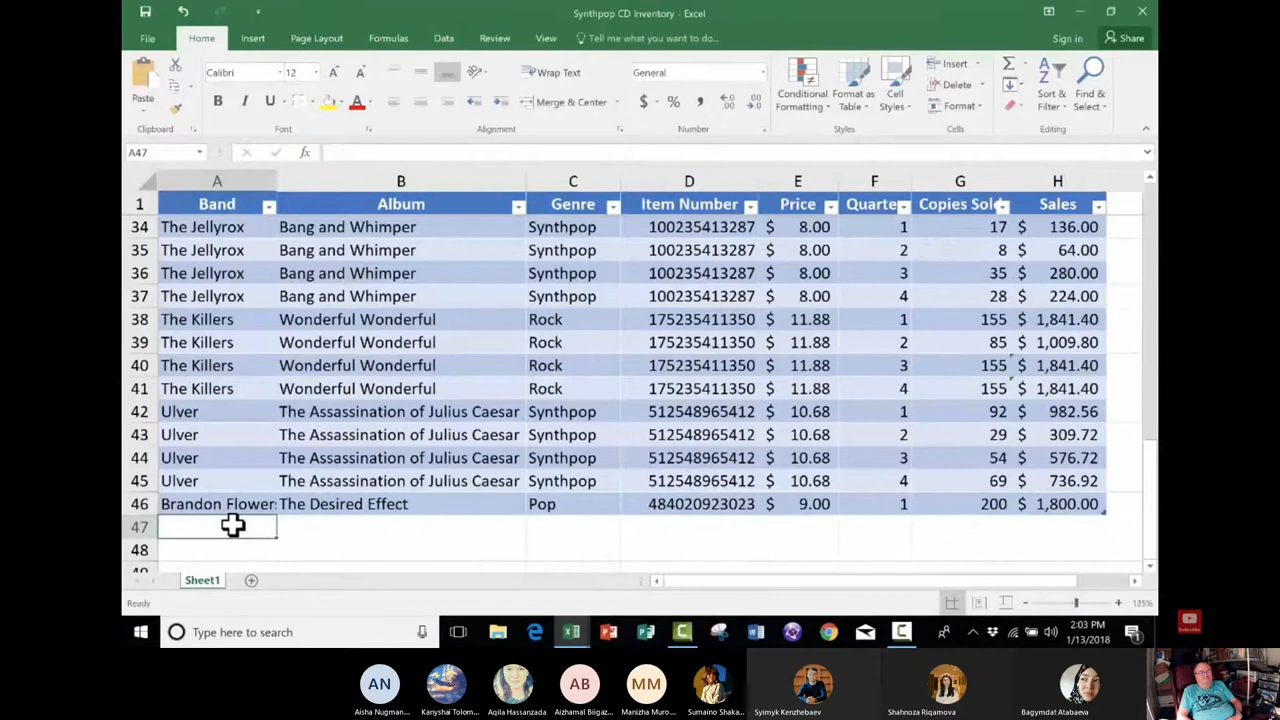 Synthpop CD Inventory - Excel
File Home Insert Page Layout Formulas Data Review View Tell me what you want to do... Sign in Share
Calibri 12 Wrap Text General Insert
Delete
Paste B I U Merge & Center $ % Conditional Formatting Format as Table Cell Styles Format Sort & Filter Find & Select
Clipboard Font Alignment Number Styles Cells Editing
A47 fx
A B C D E F G H
1 Band Album Genre Item Number Price Quarte Copies Sol Sales
34 The Jellyrox Bang and Whimper Synthpop 100235413287 $ 8.00 1 17 $ 136.00
35 The Jellyrox Bang and Whimper Synthpop 100235413287 $ 8.00 2 8 $ 64.00
36 The Jellyrox Bang and Whimper Synthpop 100235413287 $ 8.00 3 35 $ 280.00
37 The Jellyrox Bang and Whimper Synthpop 100235413287 $ 8.00 4 28 $ 224.00
38 The Killers Wonderful Wonderful Rock 175235411350 $ 11.88 1 155 $ 1,841.40
39 The Killers Wonderful Wonderful Rock 175235411350 $ 11.88 2 85 $ 1,009.80
40 The Killers Wonderful Wonderful Rock 175235411350 $ 11.88 3 155 $ 1,841.40
41 The Killers Wonderful Wonderful Rock 175235411350 $ 11.88 4 155 $ 1,841.40
42 Ulver The Assassination of Julius Caesar Synthpop 512548965412 $ 10.68 1 92 $ 982.56
43 Ulver The Assassination of Julius Caesar Synthpop 512548965412 $ 10.68 2 29 $ 309.72
44 Ulver The Assassination of Julius Caesar Synthpop 512548965412 $ 10.68 3 54 $ 576.72
45 Ulver The Assassination of Julius Caesar Synthpop 512548965412 $ 10.68 4 69 $ 736.92
46 Brandon Flower The Desired Effect Pop 484020923023 $ 9.00 1 200 $ 1,800.00
47
48
Sheet1
Ready 135%
Type here to search 2:03 PM
1/13/2018
Subscribe
AN AB MM
Aisha Nugman... Kanyshai Tolom... Aqila Hassanzada Aizhamal Biigaz... Manizha Muro... Sumaino Shaka... Syimyk Kenzhebaev Shahnoza Riqamova Bagymdat Atabaeva